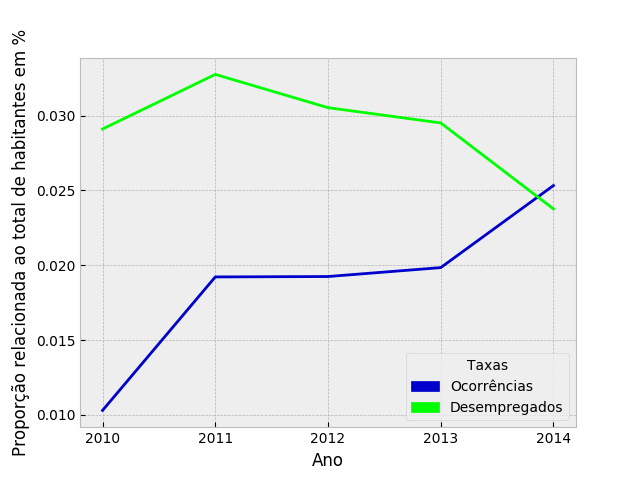 Proporção relacionada ao total de habitantes em %
0.030
0.025
0.020
0.015
0.010
2010 2011 2012 2013 2014
Ano
Taxas
Ocorrências
Desempregados